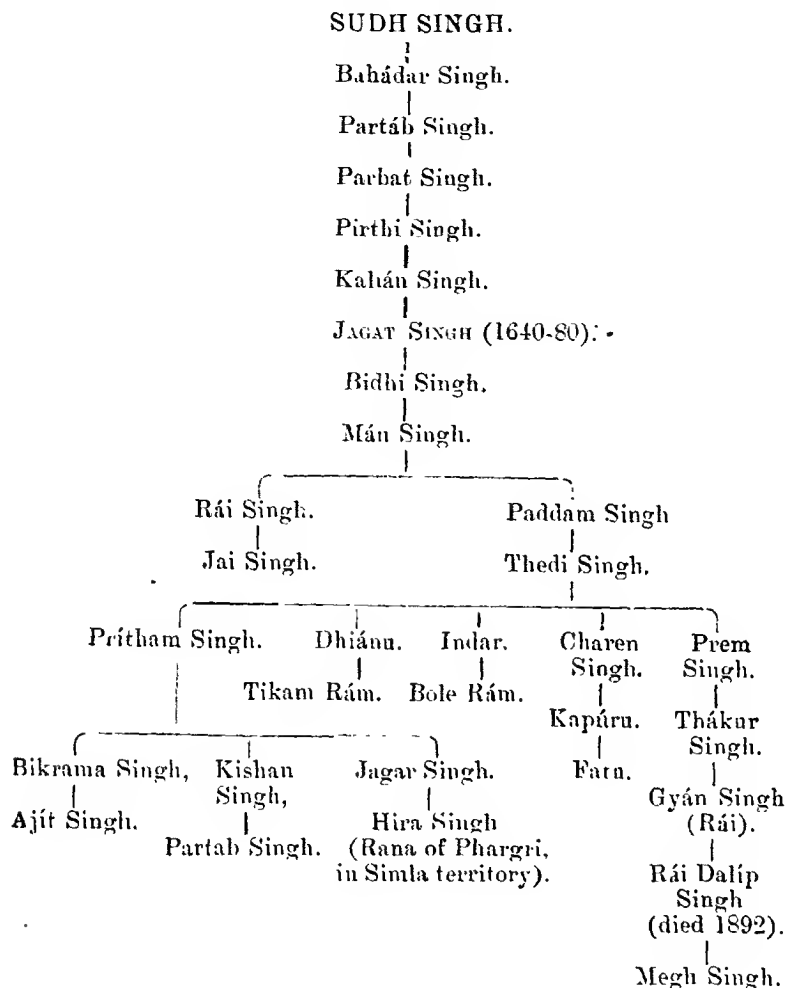 SUDH SINGH.
Bahádar Singh.
Partáb Singh.
Parbat Singh.
Pirthi Singh.
Kahán Singh.
JAGAT SINGH (1640-80).
Bidhi Singh.
Mán Singh.
Rái Singh. Paddam Singh
Jai Singh. Thedi Singh.
Prítham Singh. Dhiánu. Indar. Charen Prem
Singh. Singh.
Tikam Rám. Bole Rám.
Kapáru. Thákur
Singh.
Bikrama Singh, Kishan Jagar Singh. Fatu.
Singh, Gyán Singh
Ajít Singh. Hira Singh (Rái).
Partab Singh. (Rana of Phargri,
in Simla territory). Rái Dalíp
Singh
(died 1892).
Megh Singh.